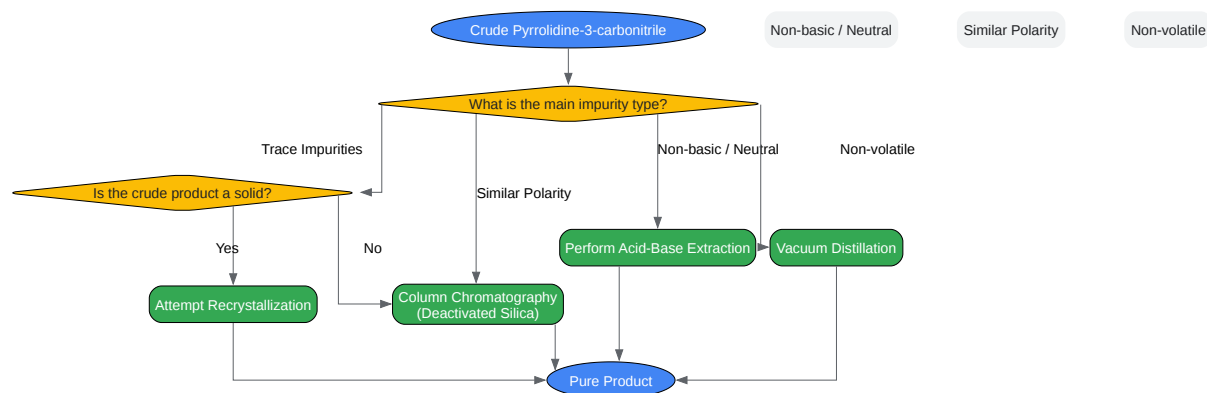 Crude Pyrrolidine-3-carbonitrile
Non-basic / Neutral
Similar Polarity
Non-volatile
What is the main impurity type?
Trace Impurities
Non-basic / Neutral
Non-volatile
Is the crude product a solid?
Similar Polarity
Yes
No
Perform Acid-Base Extraction
Vacuum Distillation
Attempt Recrystallization
Column Chromatography
(Deactivated Silica)
Pure Product